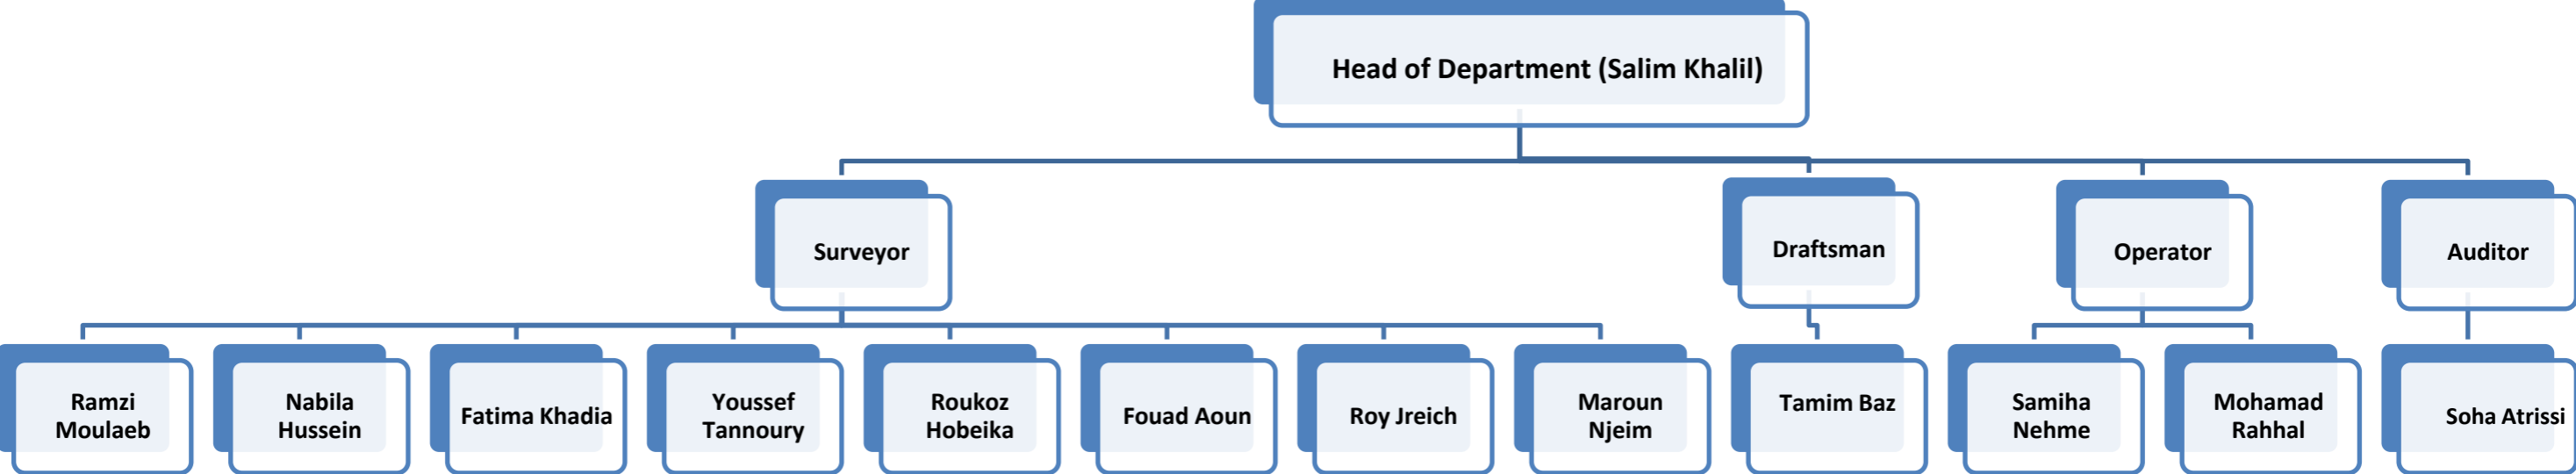 Head of Department (Salim Khalil)
Surveyor
Draftsman
Operator
Auditor
Ramzi
Moulaeb
Nabila
Hussein
Fatima Khadia
Youssef
Tannoury
Roukoz
Hobeika
Fouad Aoun
Roy Jreich
Maroun
Njeim
Tamim Baz
Samiha
Nehme
Mohamad
Rahhal
Soha Atrissi